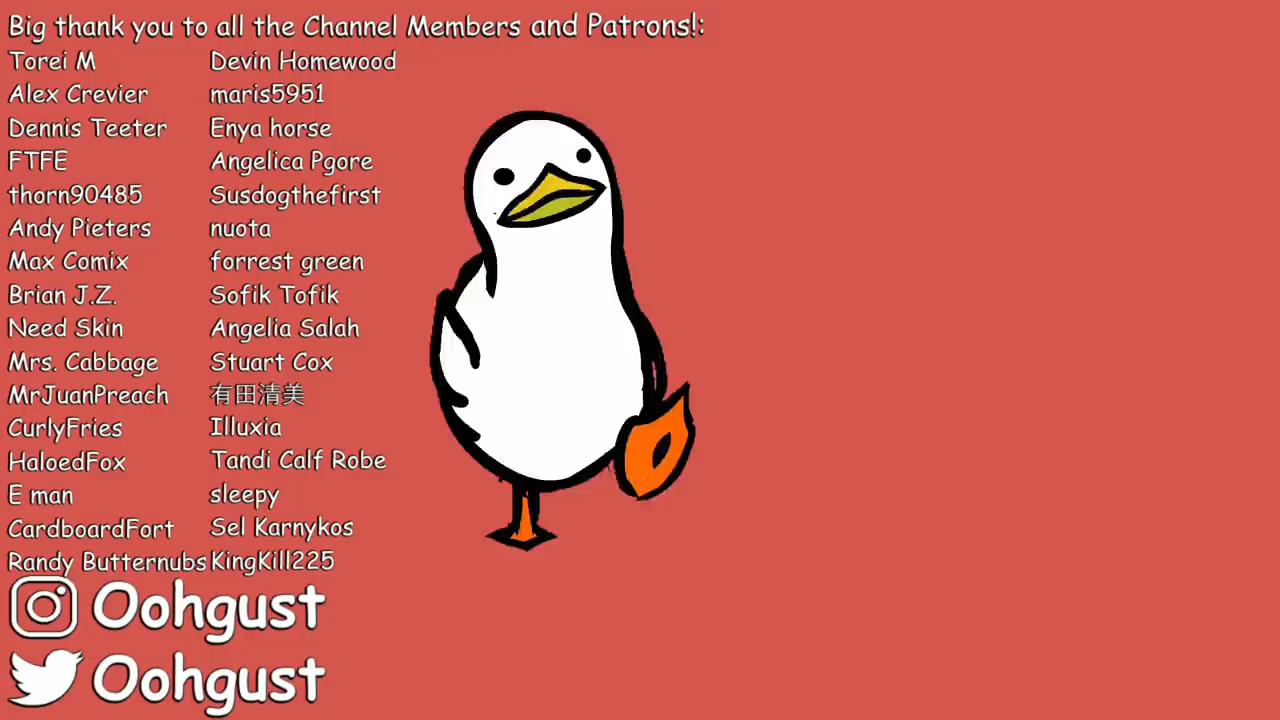 Big thank you to all the Channel Members and Patrons!:
Torei M
Alex Crevier
Dennis Teeter
FTFE
thorn90485
Andy Pieters
Max Comix
Brian J.Z.
Need Skin
Mrs. Cabbage
MrJuanPreach
CurlyFries
HaloedFox
E man
CardboardFort
Randy Butternubs
Devin Homewood
maris5951
Enya horse
Angelica Pgore
Susdogthefirst
nuota
forrest green
Sofik Tofik
Angelia Salah
Stuart Cox
有田清美
Illuxia
Tandi Calf Robe
sleepy
Sel Karnykos
KingKill225
Oohgust
Oohgust